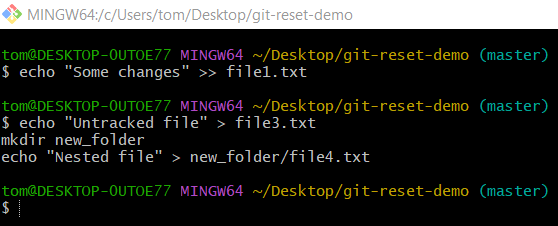 MINGW64:/c/Users/tom/Desktop/git-reset-demo
tom@DESKTOP-OUTOE77 MINGW64 ~/Desktop/git-reset-demo (master)
$ echo "Some changes" >> file1.txt
tom@DESKTOP-OUTOE77 MINGW64 ~/Desktop/git-reset-demo (master)
$ echo "Untracked file" > file3.txt
mkdir new_folder
echo "Nested file" > new_folder/file4.txt
tom@DESKTOP-OUTOE77 MINGW64 ~/Desktop/git-reset-demo (master)
$